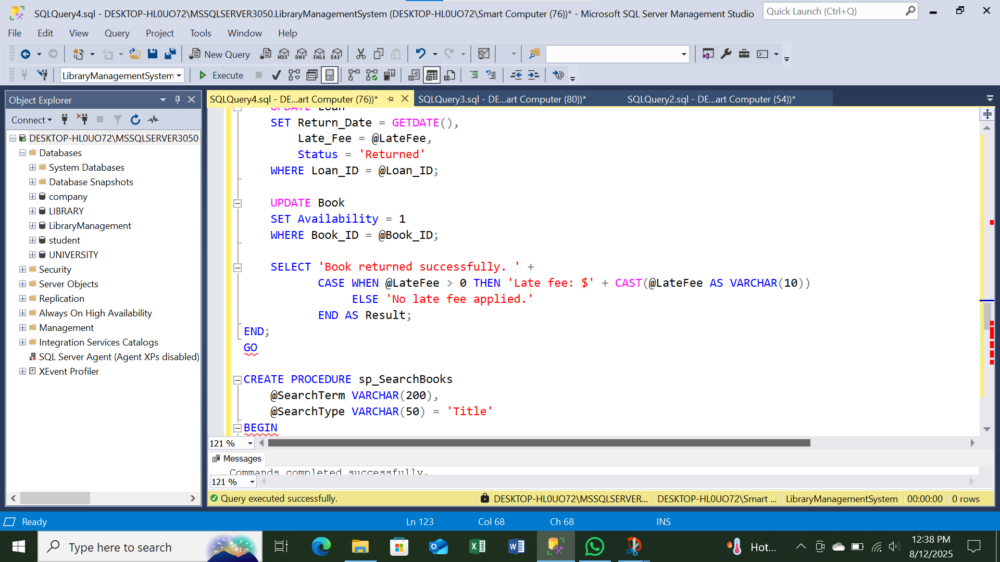 SQLQuery4.sql - DESKTOP-HL0UO72\MSSQLSERVER3050.LibraryManagementSystem (DESKTOP-HL0UO72\Smart Computer (76))* - Microsoft SQL Server Management Studio
Quick Launch (Ctrl+Q)
File Edit View Query Project Tools Window Help
New Query MDX DMX XMLA DAX
LibraryManagementSystem Execute
Object Explorer
Connect
DESKTOP-HL0UO72\MSSQLSERVER3050
Databases
System Databases
Database Snapshots
company
LIBRARY
LibraryManagement
student
UNIVERSITY
Security
Server Objects
Replication
Always On High Availability
Management
Integration Services Catalogs
SQL Server Agent (Agent XPs disabled)
XEvent Profiler
SQLQuery4.sql - DE...art Computer (76))* SQLQuery3.sql - DE...art Computer (80))* SQLQuery2.sql - DE...art Computer (54))*
UPDATE Loan
SET Return_Date = GETDATE(),
Late_Fee = @LateFee,
Status = 'Returned'
WHERE Loan_ID = @Loan_ID;
UPDATE Book
SET Availability = 1
WHERE Book_ID = @Book_ID;
SELECT 'Book returned successfully. ' +
CASE WHEN @LateFee > 0 THEN 'Late fee: $' + CAST(@LateFee AS VARCHAR(10))
ELSE 'No late fee applied.'
END AS Result;
END;
GO
CREATE PROCEDURE sp_SearchBooks
@SearchTerm VARCHAR(200),
@SearchType VARCHAR(50) = 'Title'
BEGIN
121 %
Messages
Commands completed successfully.
121 %
Query executed successfully. DESKTOP-HL0UO72\MSSQLSERVER... DESKTOP-HL0UO72\Smart ... LibraryManagementSystem 00:00:00 0 rows
Ready Ln 123 Col 68 Ch 68 INS
Type here to search
Hot...
12:38 PM
8/12/2025